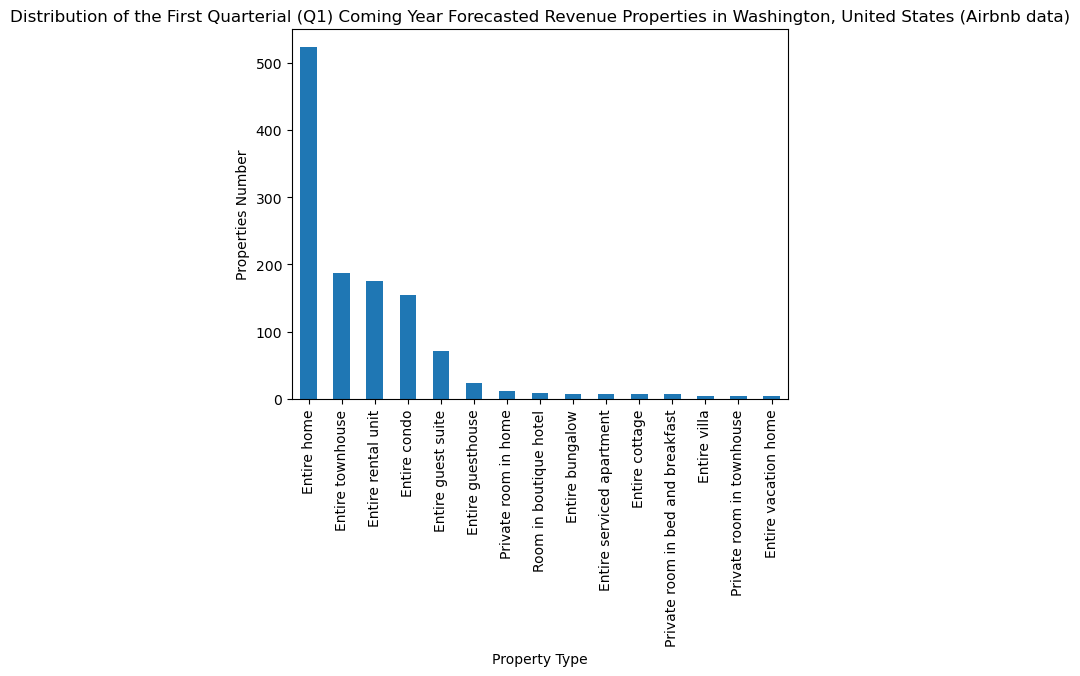 Distribution of the First Quarterial (Q1) Coming Year Forecasted Revenue Properties in Washington, United States (Airbnb data)
500
400
300
200
100
0
Properties Number
Entire home
Entire townhouse
Entire rental unit
Entire condo
Entire guest suite
Entire guesthouse
Private room in home
Room in boutique hotel
Entire bungalow
Entire serviced apartment
Entire cottage
Private room in bed and breakfast
Entire villa
Private room in townhouse
Entire vacation home
Property Type